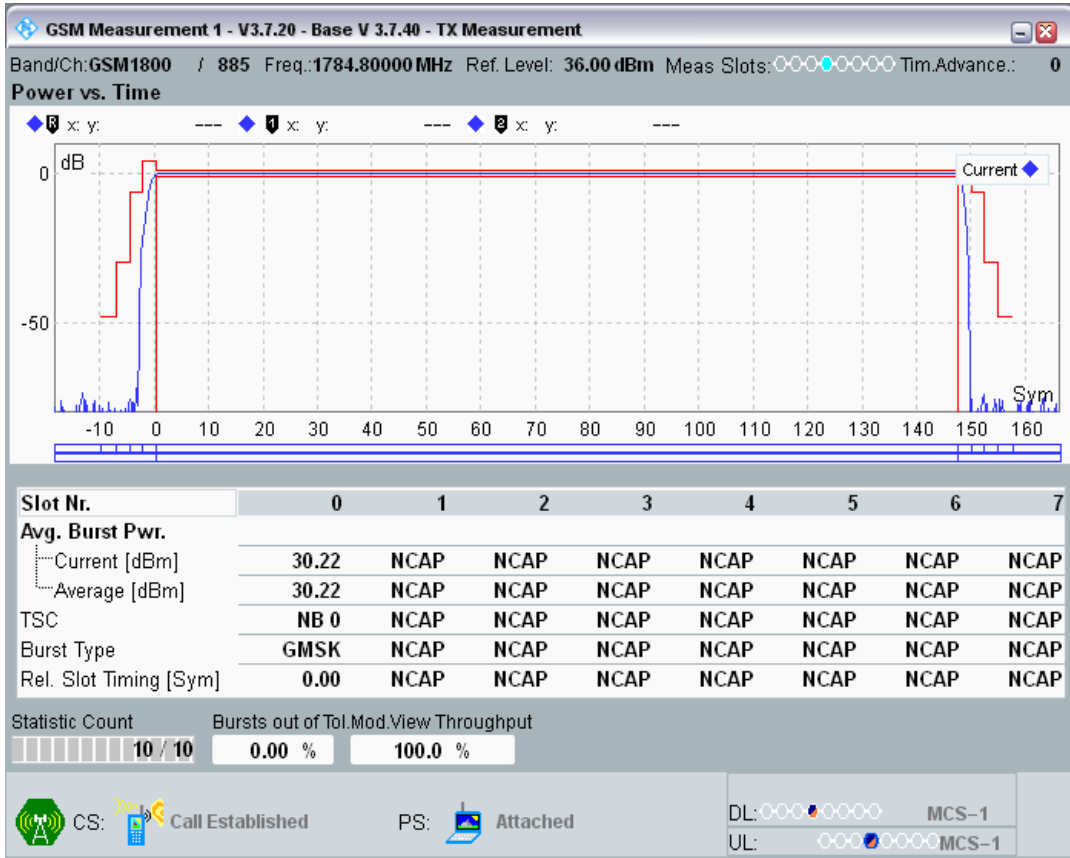 GSM Measurement 1 - V3.7.20 - Base V 3.7.40 - TX Measurement
Band/Ch:GSM1800 / 885 Freq.:1784.80000 MHz Ref. Level: 36.00 dBm Meas Slots: Tim.Advance.: 0
Power vs. Time
R x: y: --- 1 x: y: --- 2 x: y: ---
dB
0
Current
-50
Sym
-10 0 10 20 30 40 50 60 70 80 90 100 110 120 130 140 150 160
Slot Nr. 0 1 2 3 4 5 6 7
Avg. Burst Pwr.
Current [dBm] 30.22 NCAP NCAP NCAP NCAP NCAP NCAP NCAP
Average [dBm] 30.22 NCAP NCAP NCAP NCAP NCAP NCAP NCAP
TSC NB 0 NCAP NCAP NCAP NCAP NCAP NCAP NCAP
Burst Type GMSK NCAP NCAP NCAP NCAP NCAP NCAP NCAP
Rel. Slot Timing [Sym] 0.00 NCAP NCAP NCAP NCAP NCAP NCAP NCAP
Statistic Count Bursts out of Tol.Mod.View Throughput
10 / 10 0.00 % 100.0 %
CS: Call Established PS: Attached
DL: MCS-1
UL: MCS-1